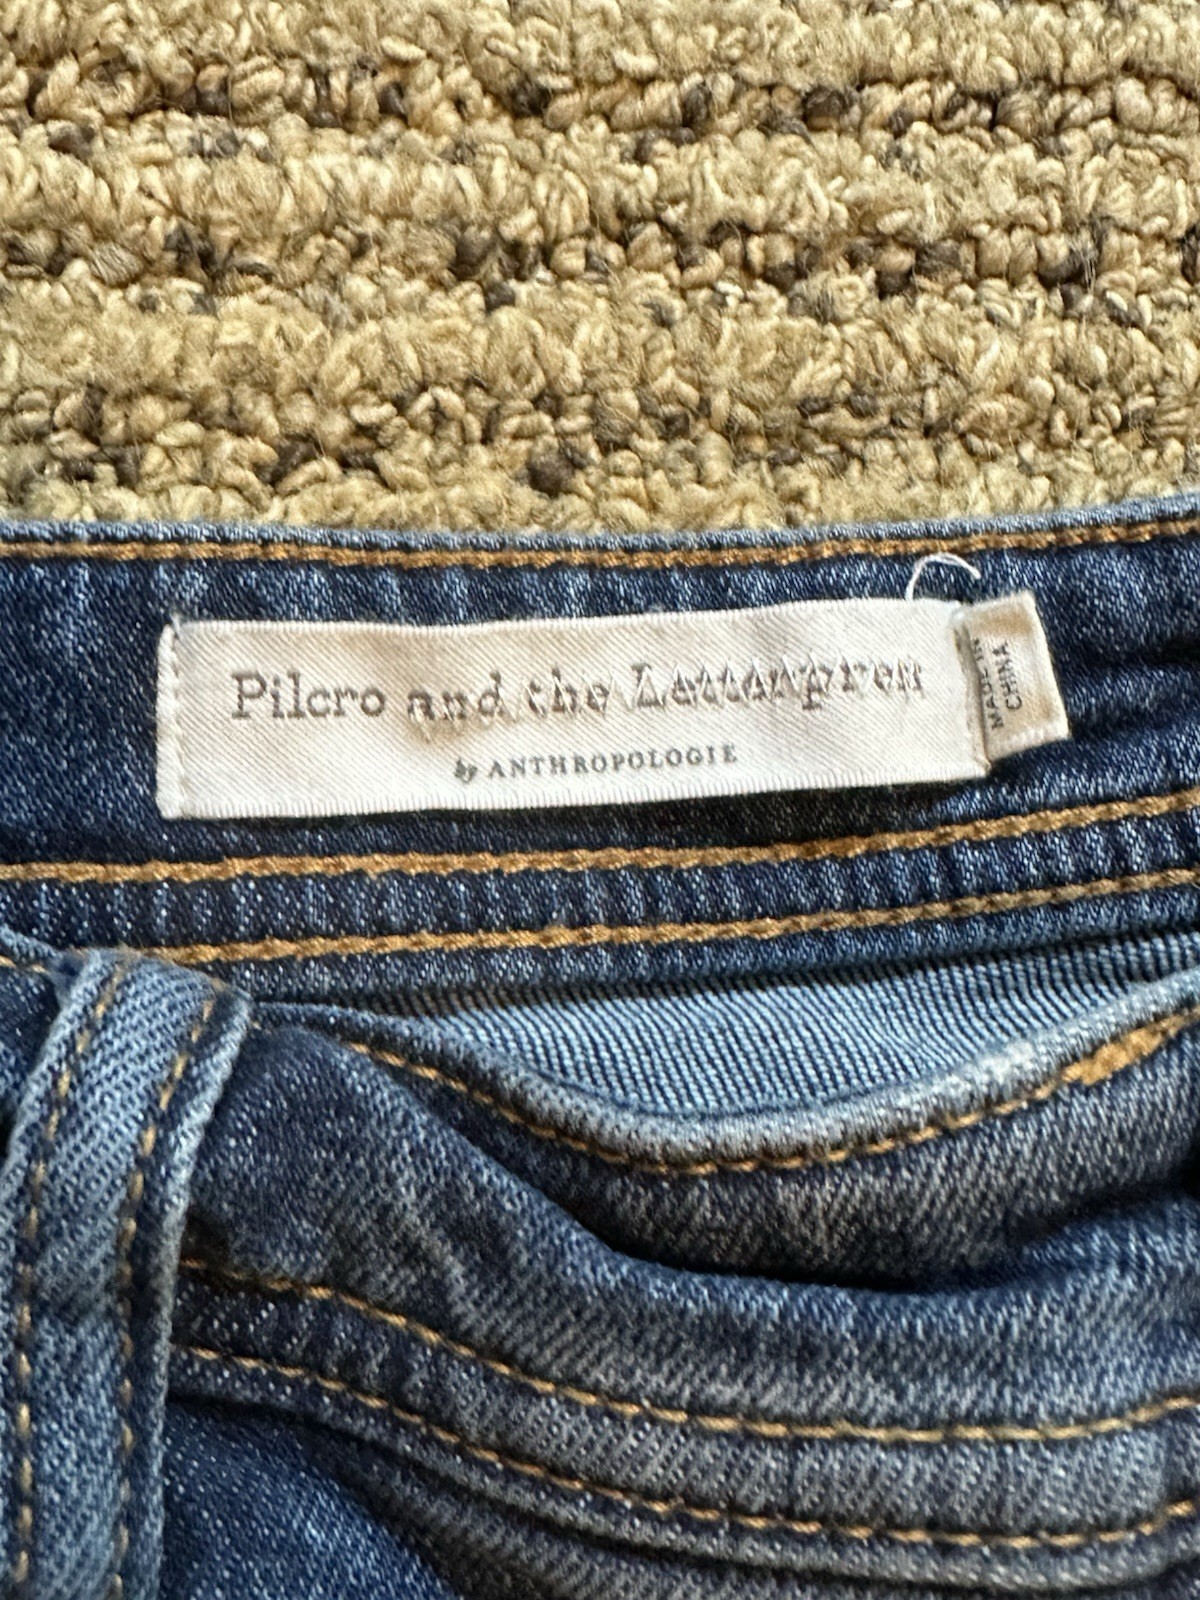 Pilcro and the Letterpress
by ANTHROPOLOGIE
MADE IN
CHINA